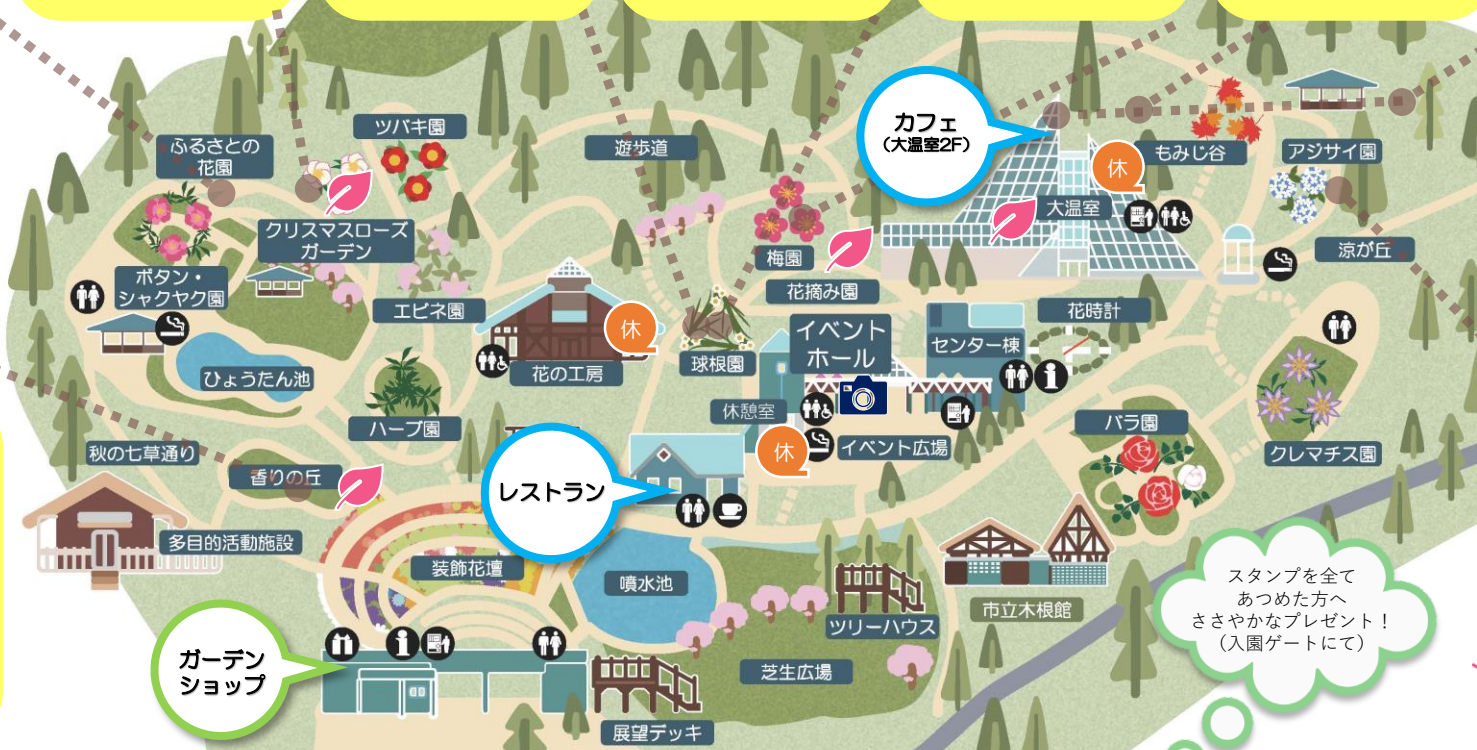 ツバキ園
ふるさとの
花園
遊歩道
カフェ
（大温室2F）
もみじ谷
アジサイ園
休
大温室
クリスマスローズ
ガーデン
梅園
涼が丘
ボタン・
シャクヤク園
エビネ園
花摘み園
花時計
休
イベント
ホール
センター棟
球根園
花の工房
ひょうたん池
休憩室
ハーブ園
バラ園
秋の七草通り
休
イベント広場
クレマチス園
香りの丘
レストラン
多目的活動施設
装飾花壇
噴水池
市立木根館
ツリーハウス
スタンプを全て
あつめた方へ
ささやかなプレゼント！
（入園ゲートにて）
ガーデン
ショップ
芝生広場
展望デッキ